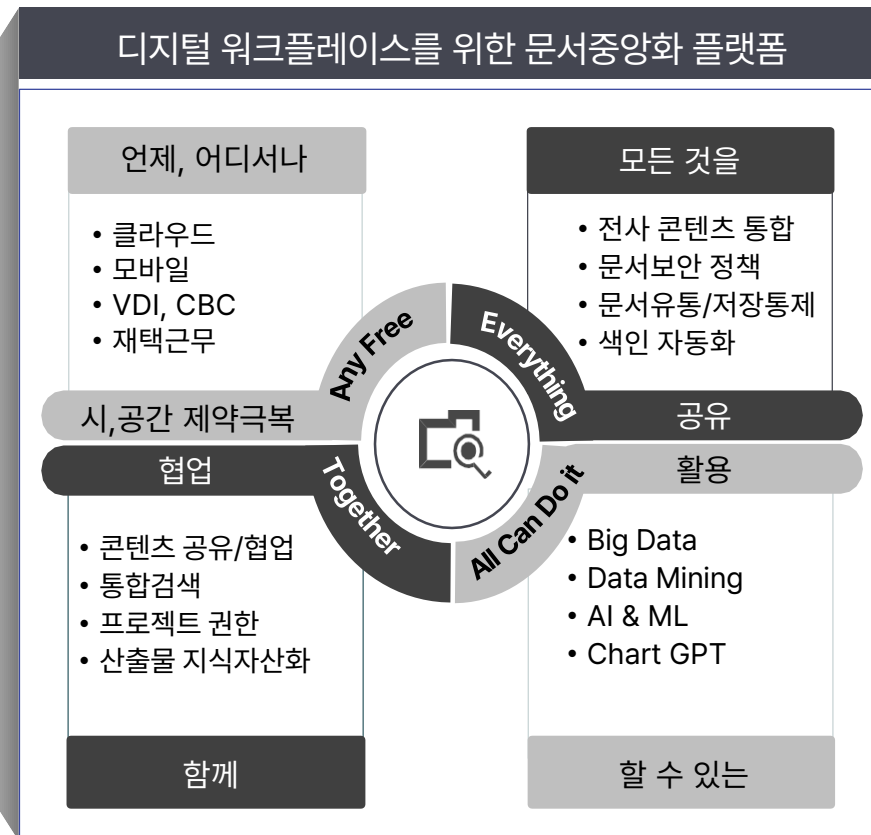 디지털 워크플레이스를 위한 문서중앙화 플랫폼
언제, 어디서나
• 클라우드
• 모바일
• VDI, CBC
• 재택근무
시,공간 제약극복
Any Free
모든 것을
• 전사 콘텐츠 통합
• 문서보안 정책
• 문서유통/저장통제
• 색인 자동화
공유
Everything
협업
Together
• 콘텐츠 공유/협업
• 통합검색
• 프로젝트 권한
• 산출물 지식자산화
함께
활용
All Can Do it
• Big Data
• Data Mining
• AI & ML
• Chart GPT
할 수 있는